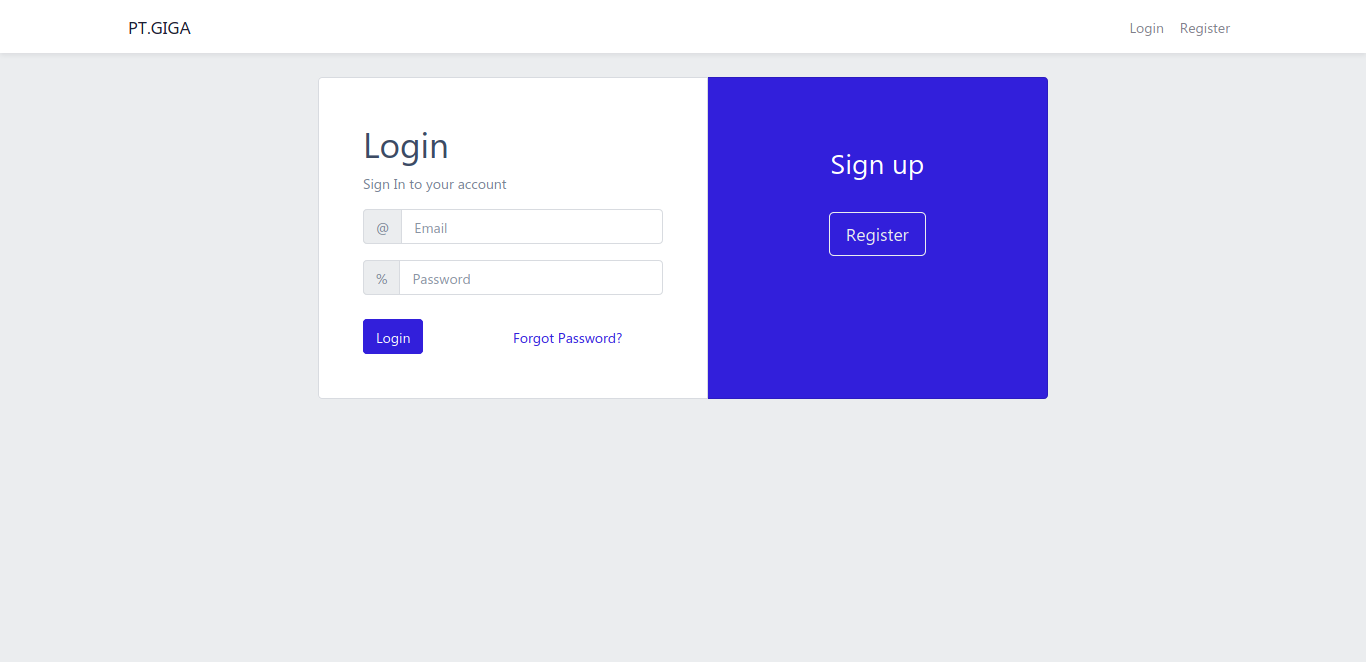 PT.GIGA
Login Register
Login
Sign In to your account
@ Email
% Password
Login Forgot Password?
Sign up
Register